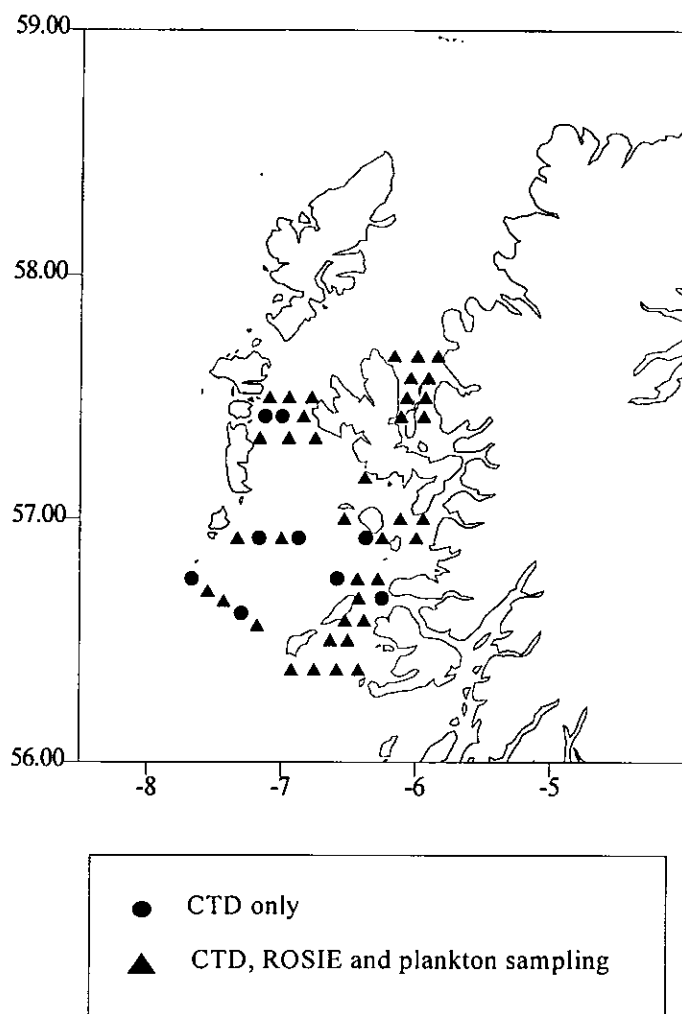 59.00
58.00
57.00
56.00
-8 -7 -6 -5
CTD only
CTD, ROSIE and plankton sampling